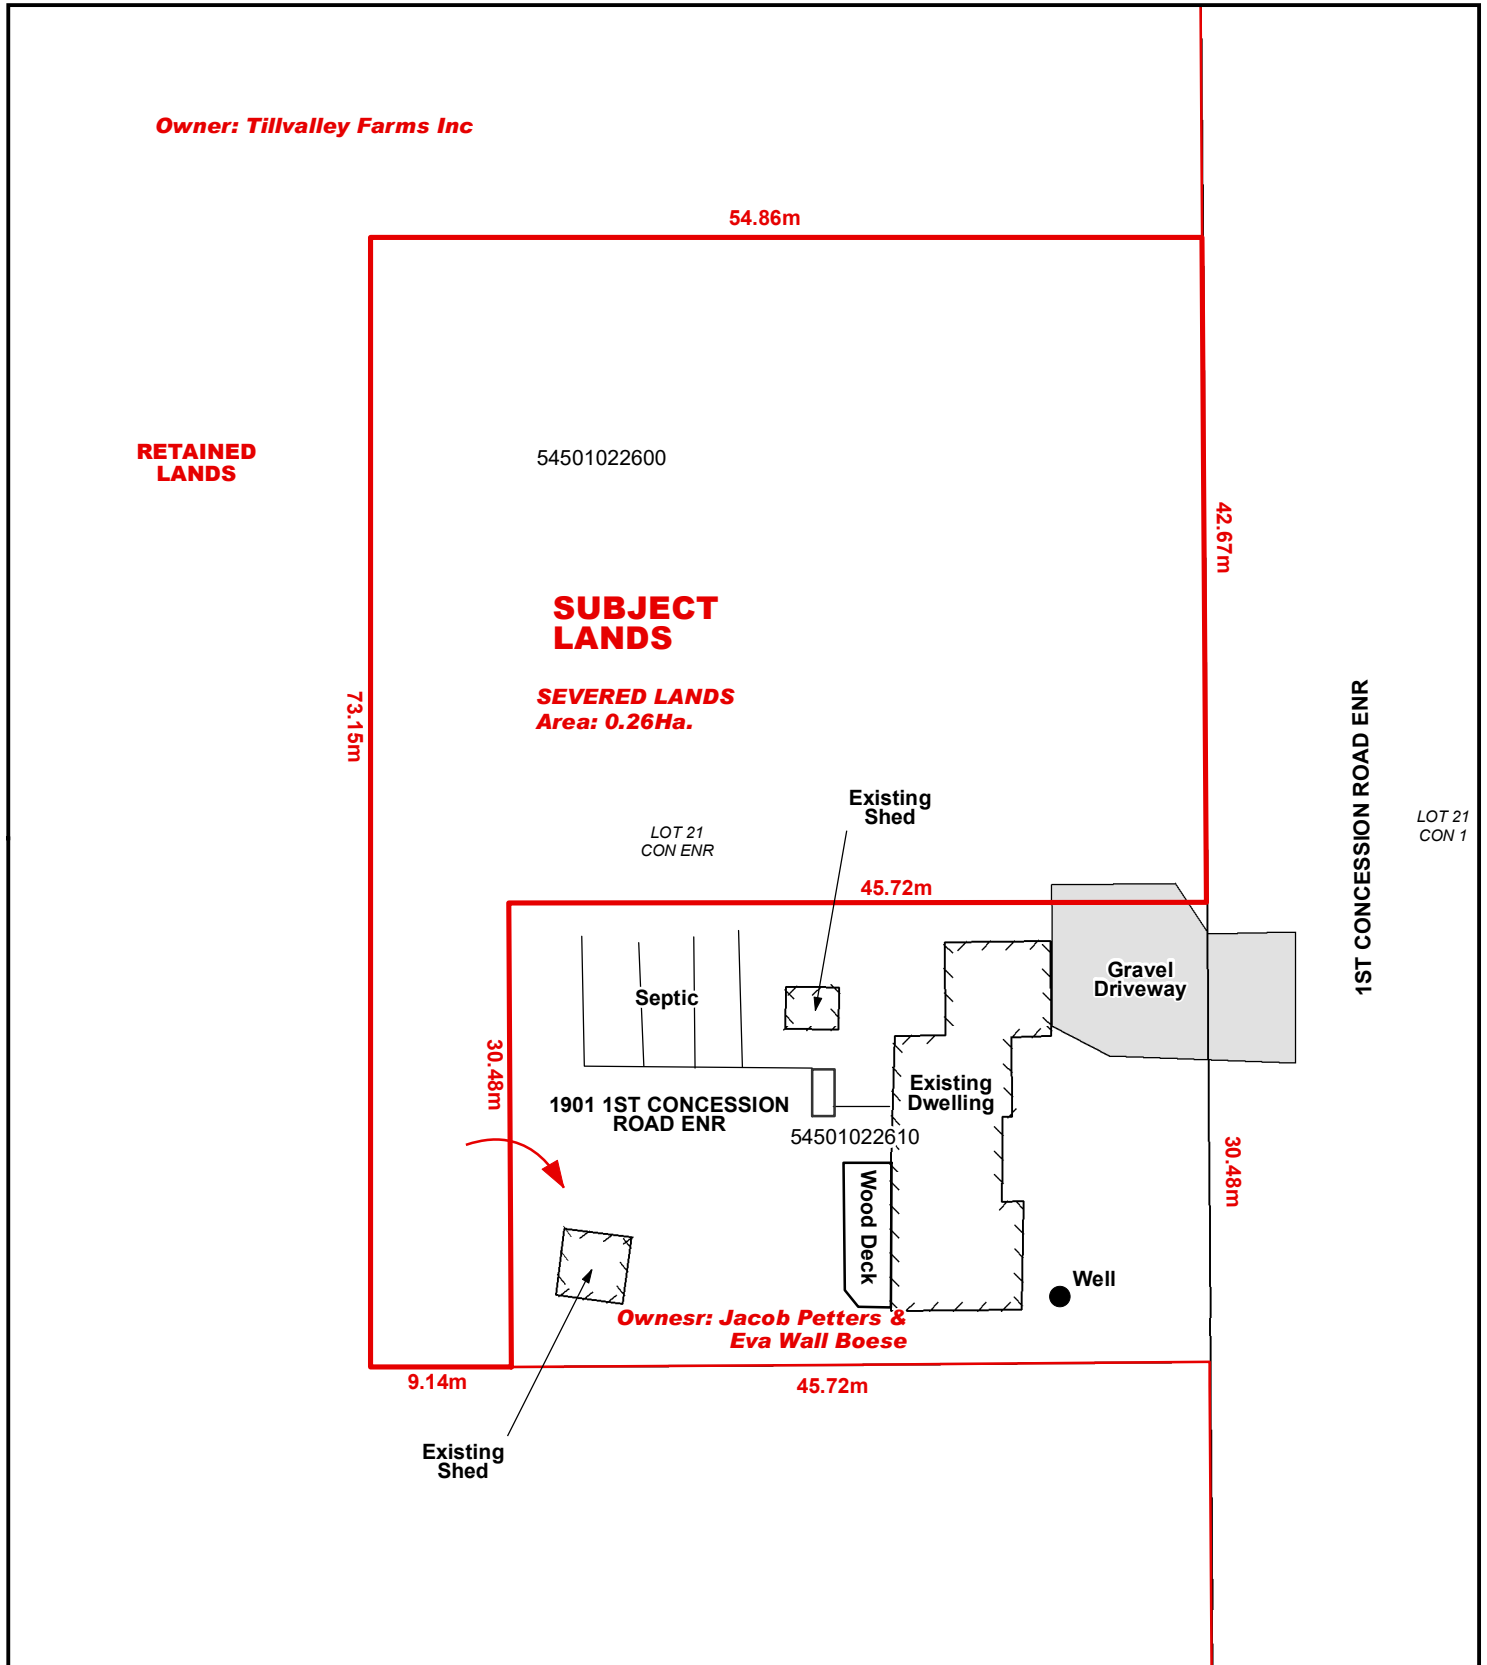 Owner: Tillvalley Farms Inc
54.86m
RETAINED
LANDS
54501022600
42.67m
SUBJECT
LANDS
SEVERED LANDS
Area: 0.26Ha.
73.15m
1ST CONCESSION ROAD ENR
Existing
Shed
LOT 21
CON ENR
LOT 21
CON 1
45.72m
Gravel
Driveway
Septic
30.48m
Existing
Dwelling
1901 1ST CONCESSION
ROAD ENR
54501022610
30.48m
Wood Deck
Well
Ownesr: Jacob Petters &
Eva Wall Boese
9.14m
45.72m
Existing
Shed